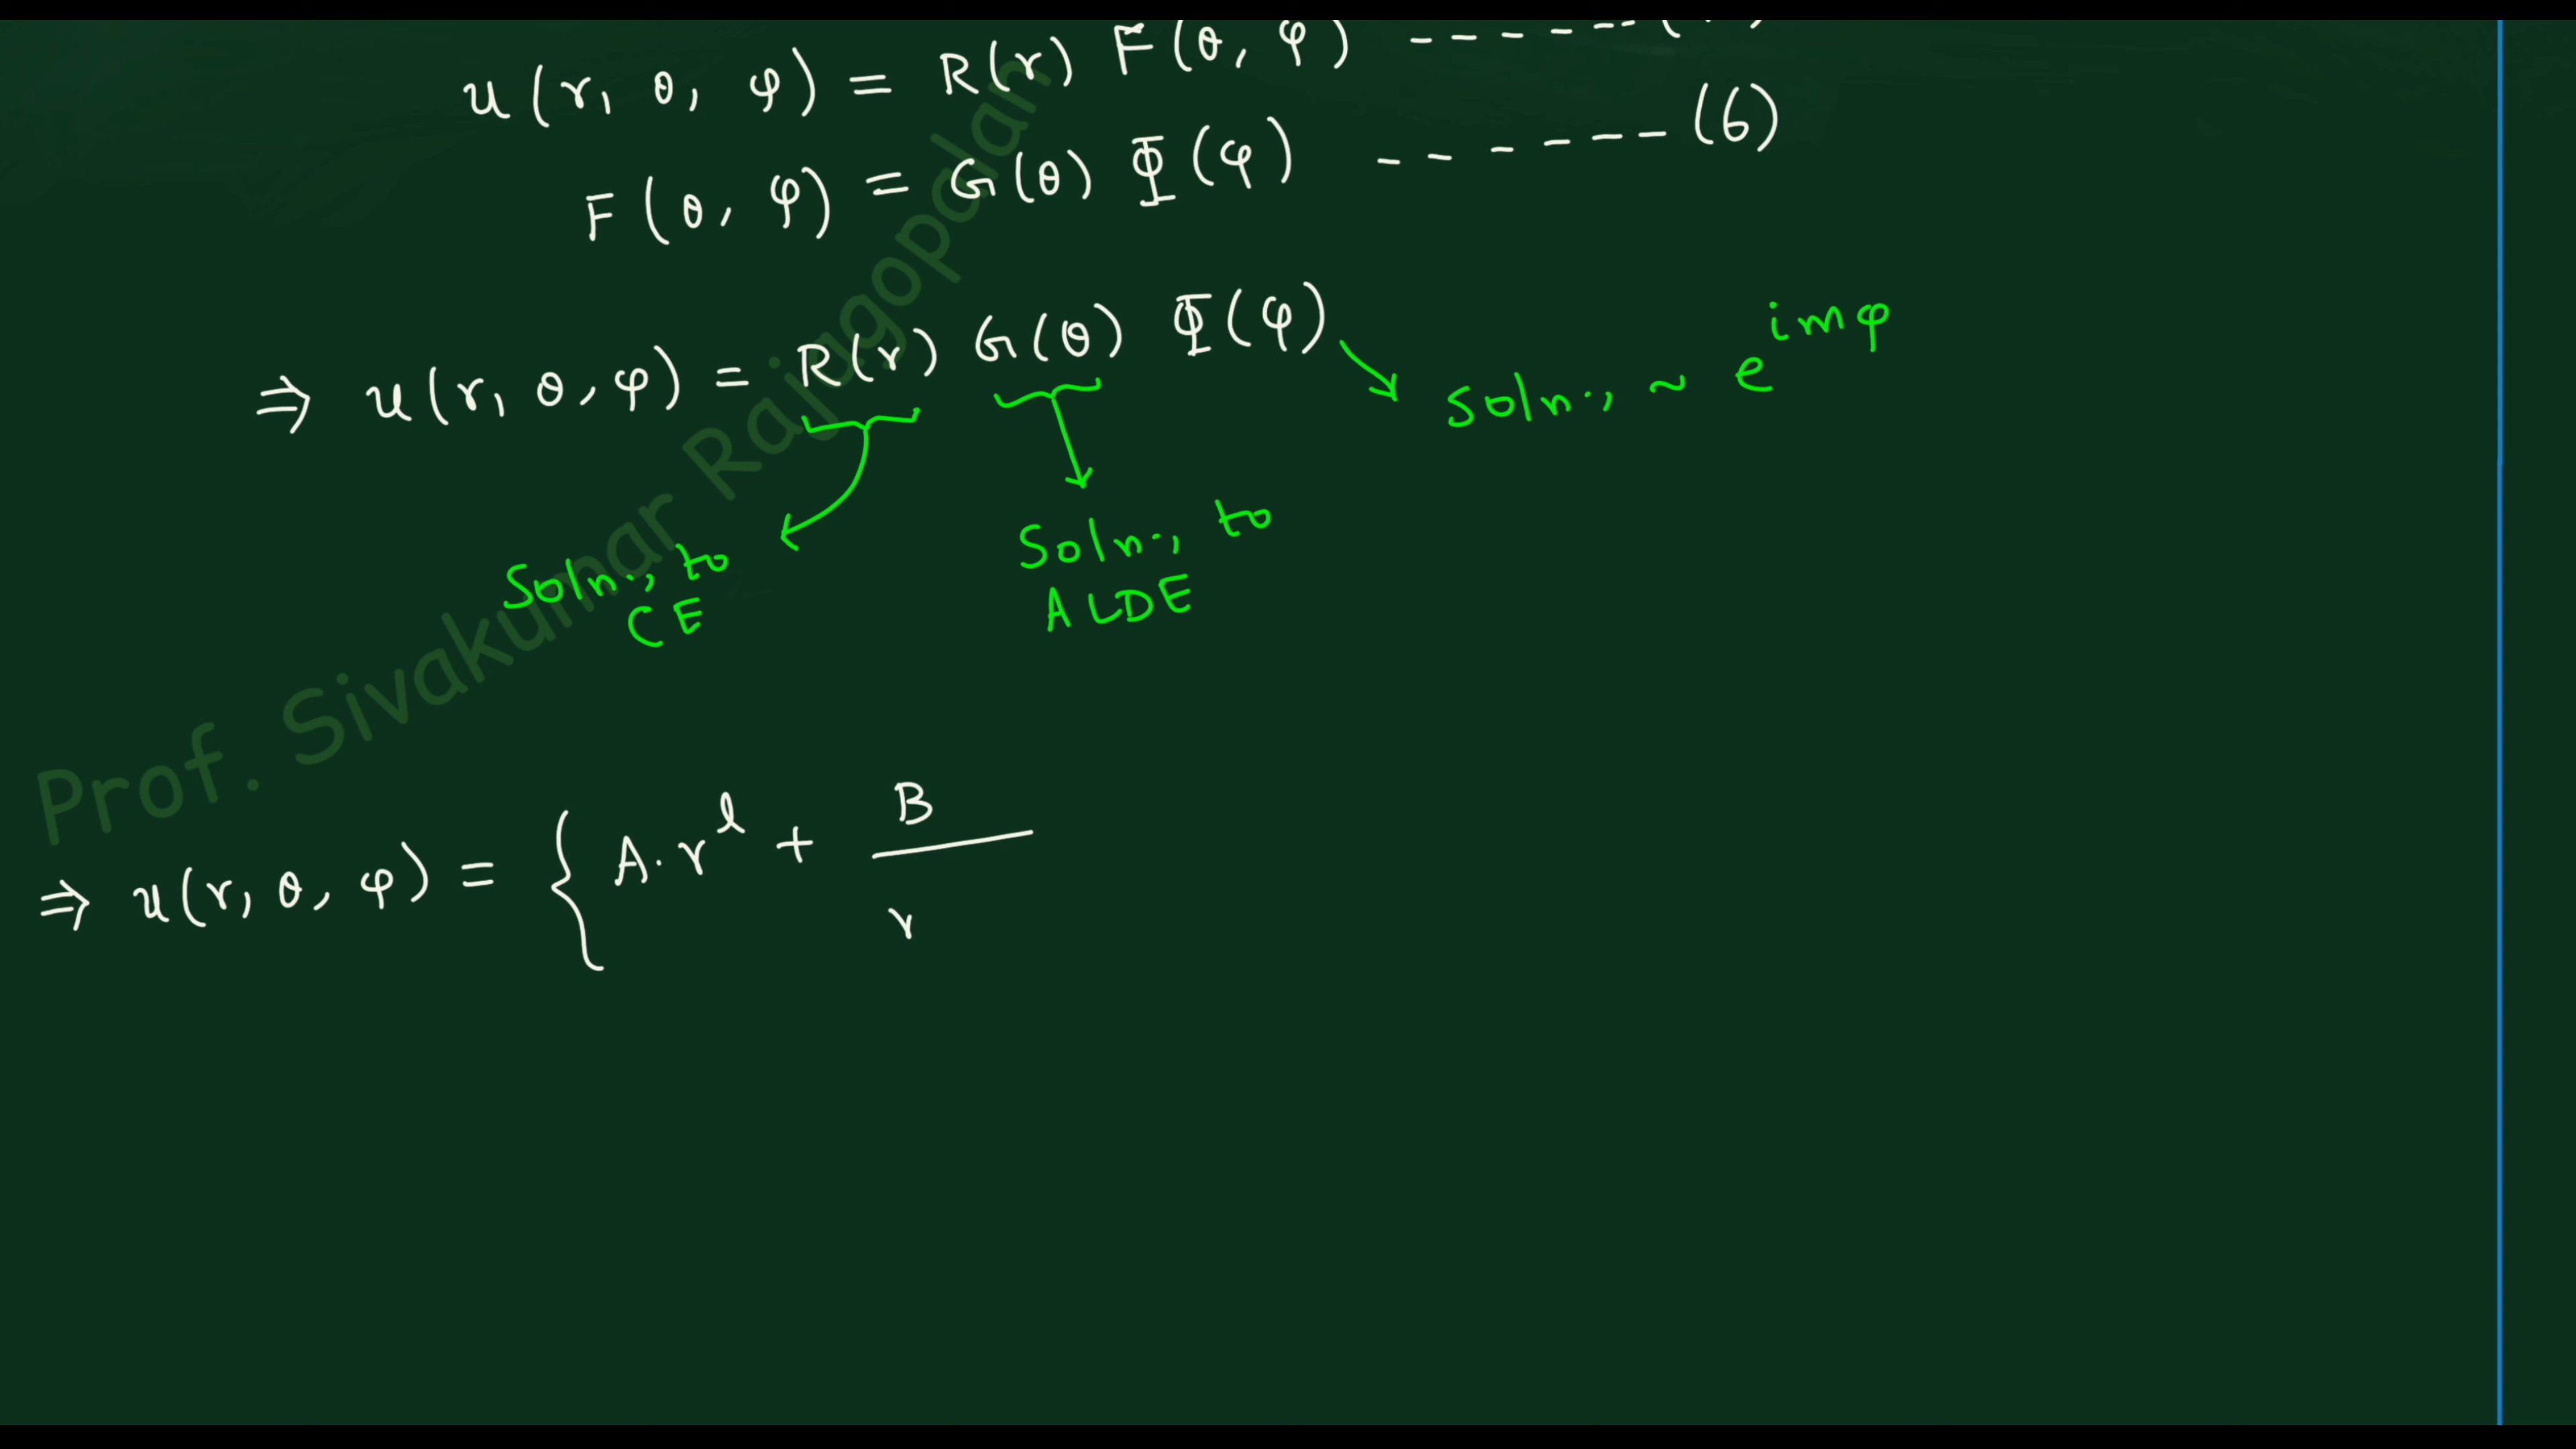 u(r, θ, φ) = R(r) F(θ, φ) -------(
F(θ, φ) = G(θ) Φ(φ) ------(6)
⇒ u(r, θ, φ) = R(r) G(θ) Φ(φ)
Soln., ~ e^{imφ}
Soln., to
CE
Soln., to
ALDE
Prof. Sivakumar Rajagopalan
⇒ u(r, θ, φ) = { A·r^l + B/r